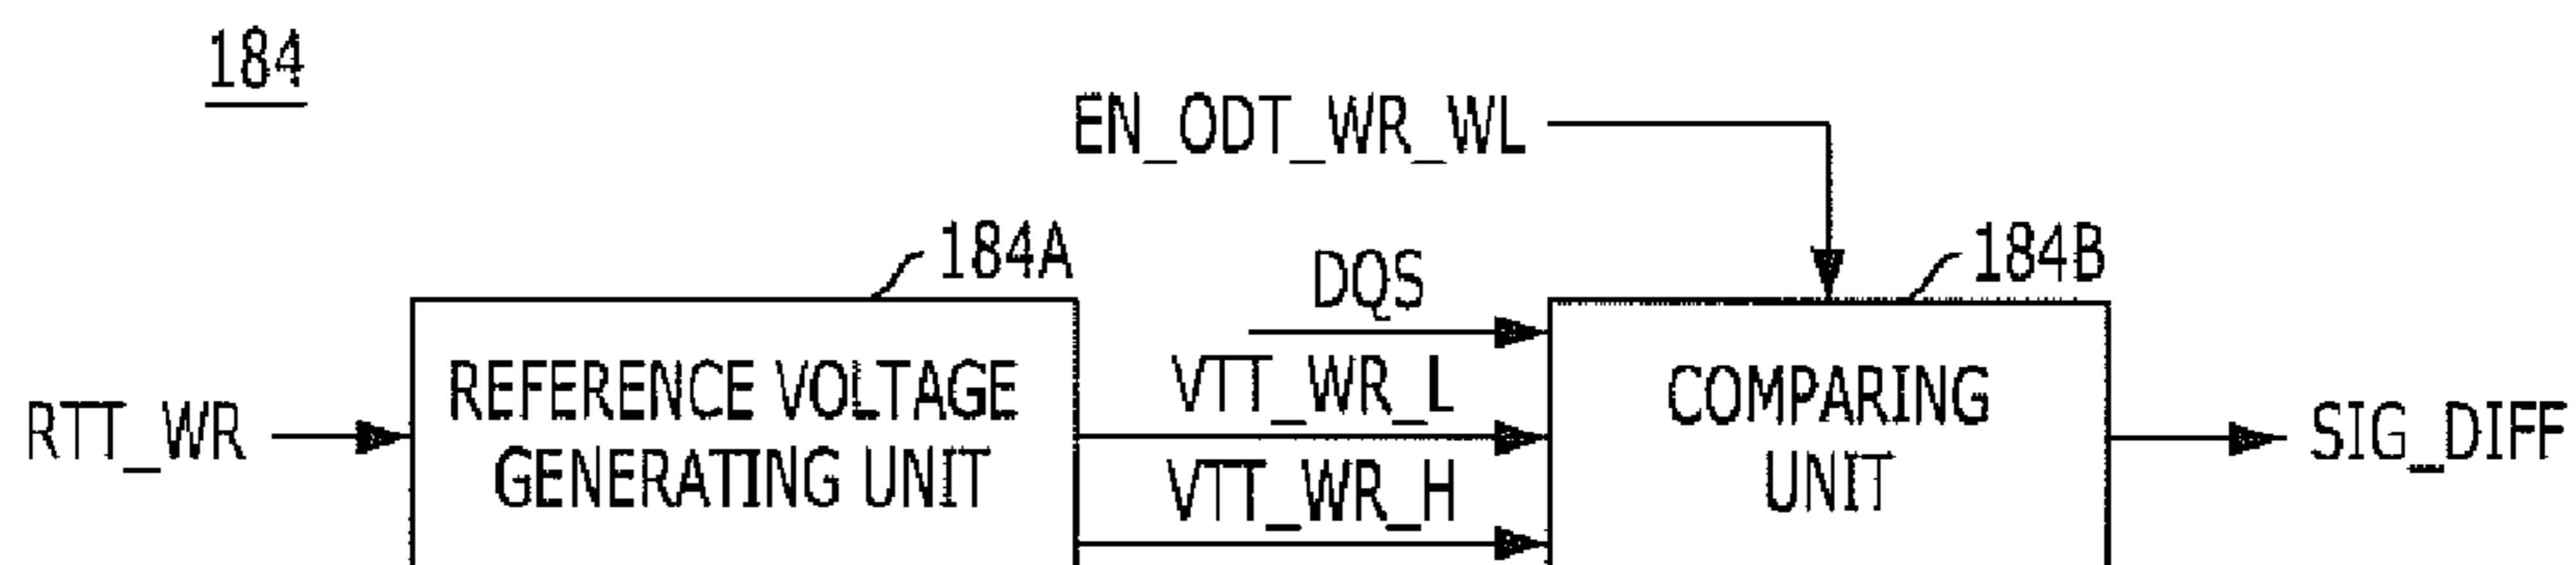 184
EN_ODT_WR_WL
184A
184B
DQS
RTT_WR
REFERENCE VOLTAGE
GENERATING UNIT
VTT_WR_L
VTT_WR_H
COMPARING
UNIT
SIG_DIFF